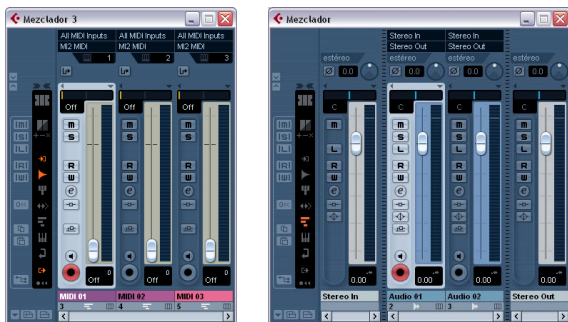 Mezclador 3
All MIDI Inputs All MIDI Inputs All MIDI Inputs
MI2 MIDI MI2 MIDI MI2 MIDI
1 2 3
Off Off Off
m m m
S S S
R R R
W W W
e e e
0 0 0
Off Off Off
MIDI 01 MIDI 02 MIDI 03
3 4 5
Mezclador
Stereo In Stereo In
Stereo Out Stereo Out
estéreo estéreo estéreo estéreo
0.0 0.0 0.0 0.0
C C C C
m m m m
S S
L L L L
R R R R
W W W W
e e e e
0.00 0.00 0.00 0.00
Stereo In Audio 01 Audio 02 Stereo Out
2 3